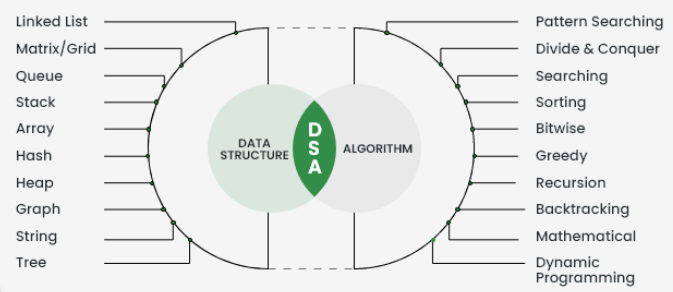 Linked List
Matrix/Grid
Queue
Stack
Array
Hash
Heap
Graph
String
Tree
DATA
STRUCTURE
DSA
ALGORITHM
Pattern Searching
Divide & Conquer
Searching
Sorting
Bitwise
Greedy
Recursion
Backtracking
Mathematical
Dynamic
Programming